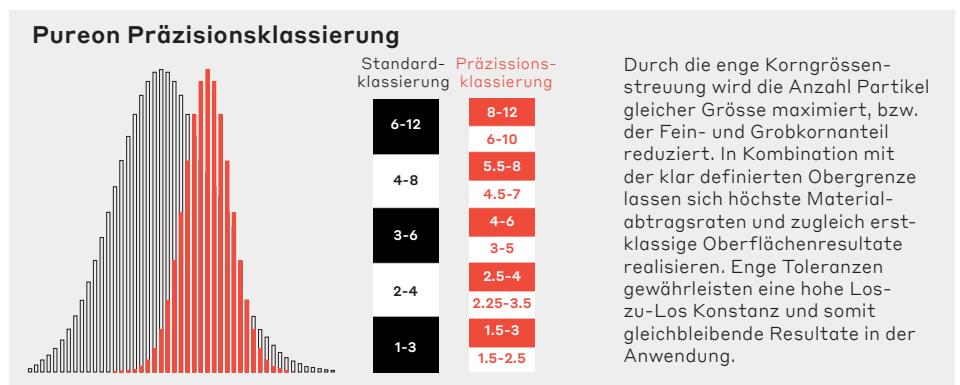 Pureon Präzisionsklassierung
Standard-
klassierung
6-12
4-8
3-6
2-4
1-3
Präzissions-
klassierung
8-12
6-10
5.5-8
4.5-7
4-6
3-5
2.5-4
2.25-3.5
1.5-3
1.5-2.5
Durch die enge Korngrössen-
streuung wird die Anzahl Partikel
gleicher Grösse maximiert, bzw.
der Fein- und Grobkornanteil
reduziert. In Kombination mit
der klar definierten Obergrenze
lassen sich höchste Material-
abtragsraten und zugleich erst-
klassige Oberflächenresultate
realisieren. Enge Toleranzen
gewährleisten eine hohe Los-
zu-Los Konstanz und somit
gleichbleibende Resultate in der
Anwendung.